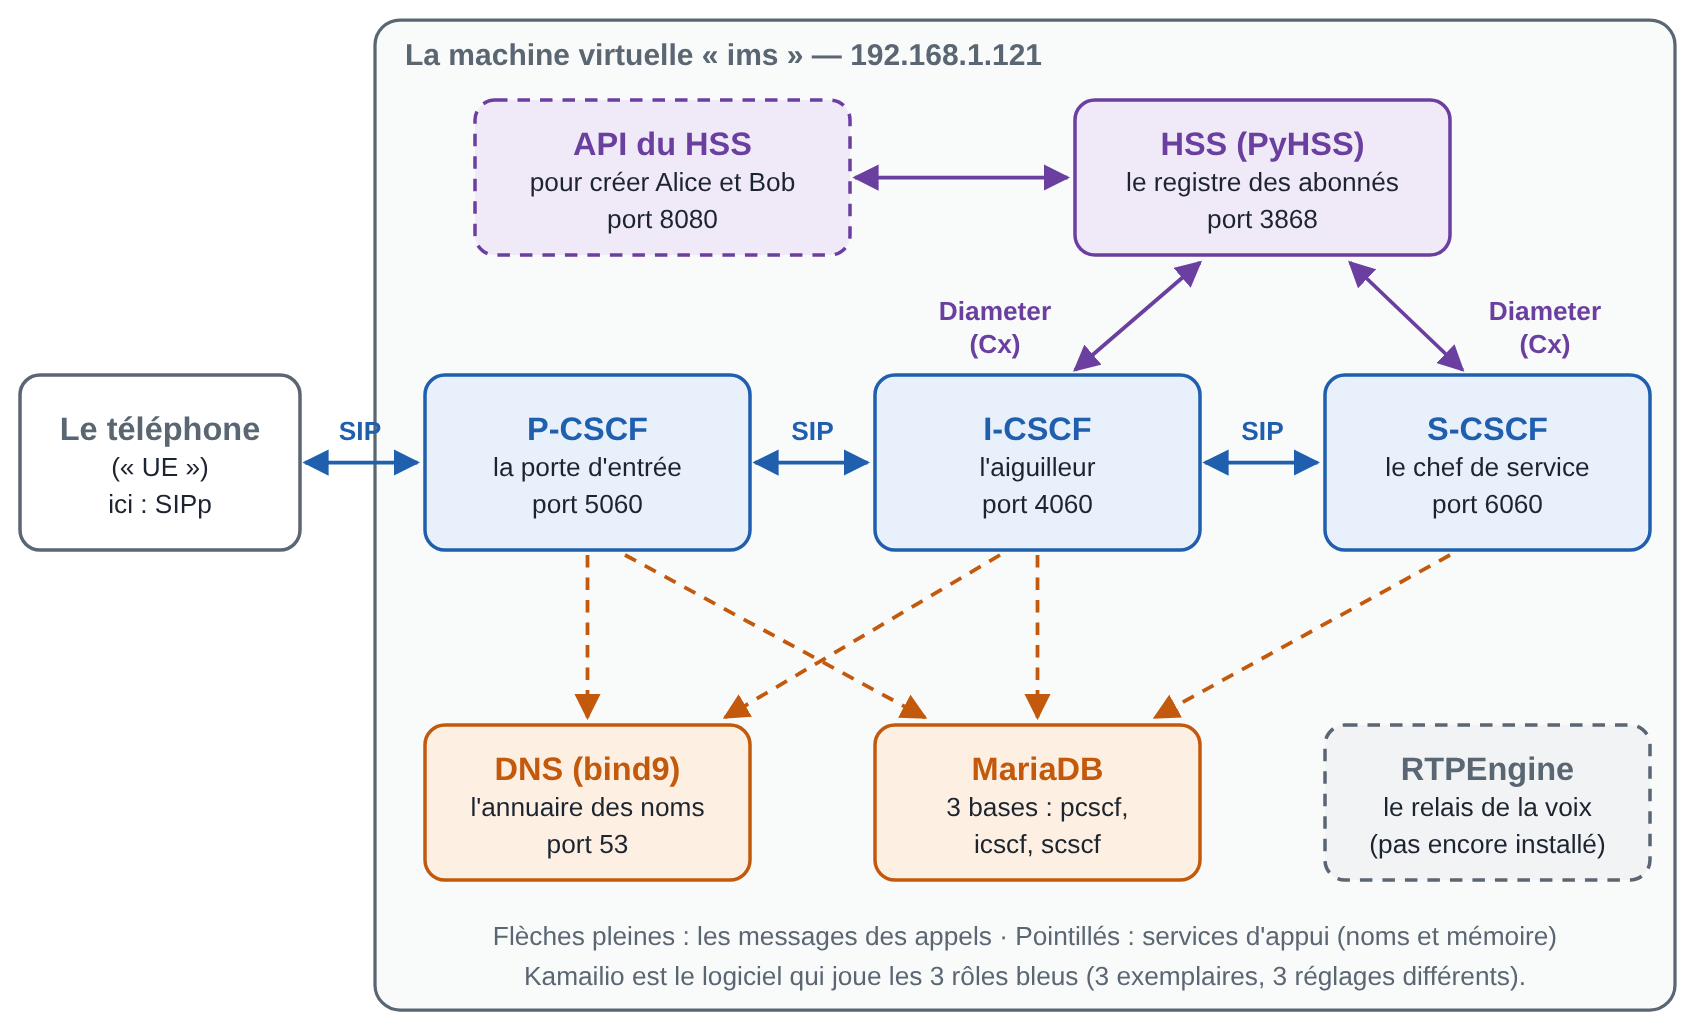 La machine virtuelle « ims » — 192.168.1.121
API du HSS
pour créer Alice et Bob
port 8080
HSS (PyHSS)
le registre des abonnés
port 3868
Diameter
(Cx)
Diameter
(Cx)
Le téléphone
(« UE »)
ici : SIPp
SIP
P-CSCF
la porte d'entrée
port 5060
SIP
I-CSCF
l'aiguilleur
port 4060
SIP
S-CSCF
le chef de service
port 6060
DNS (bind9)
l'annuaire des noms
port 53
MariaDB
3 bases : pcscf,
icscf, scscf
RTPEngine
le relais de la voix
(pas encore installé)
Flèches pleines : les messages des appels · Pointillés : services d'appui (noms et mémoire)
Kamailio est le logiciel qui joue les 3 rôles bleus (3 exemplaires, 3 réglages différents).